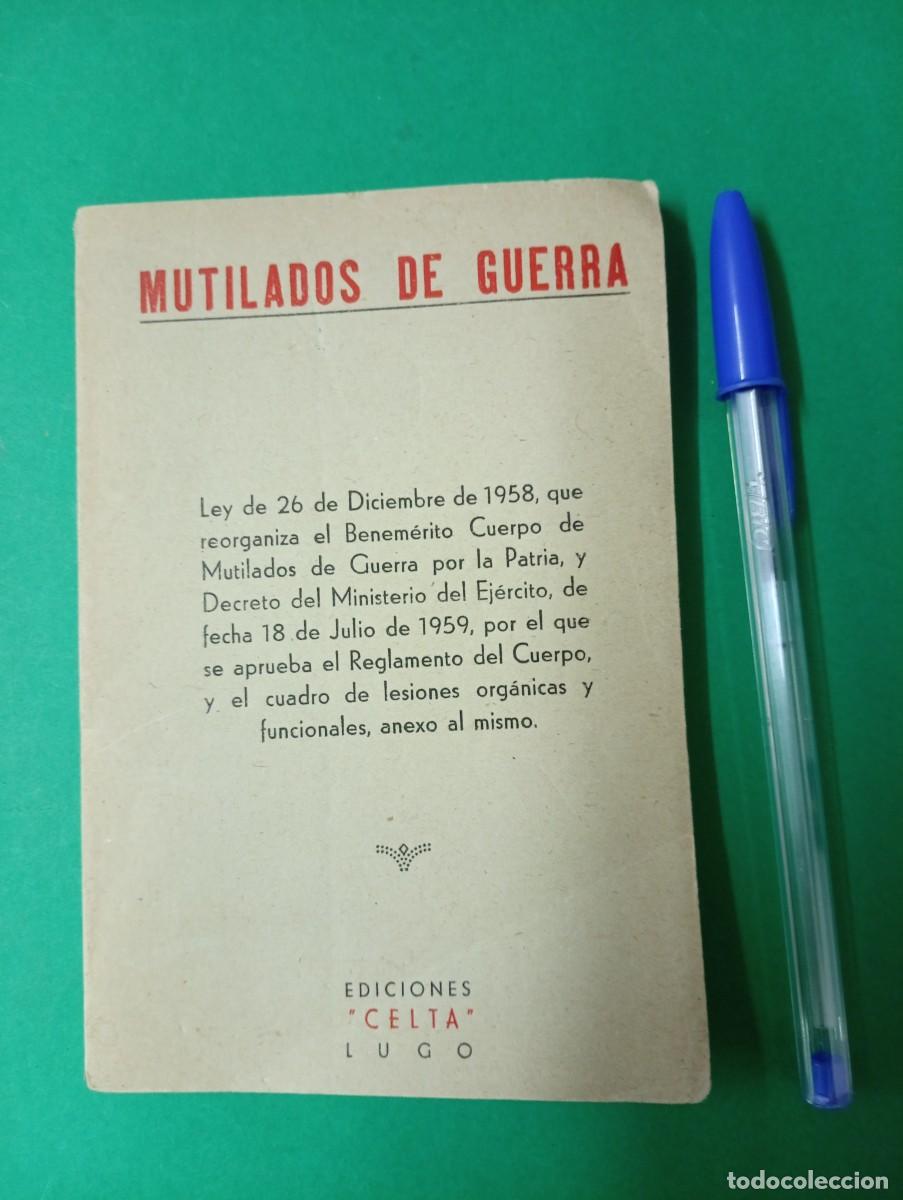 MUTILADOS DE GUERRA
Ley de 26 de Diciembre de 1958, que
reorganiza el Benemérito Cuerpo de
Mutilados de Guerra por la Patria, y
Decreto del Ministerio del Ejército, de
fecha 18 de Julio de 1959, por el que
se aprueba el Reglamento del Cuerpo,
y el cuadro de lesiones orgánicas y
funcionales, anexo al mismo.
EDICIONES
"CELTA"
LUGO
todocoleccion